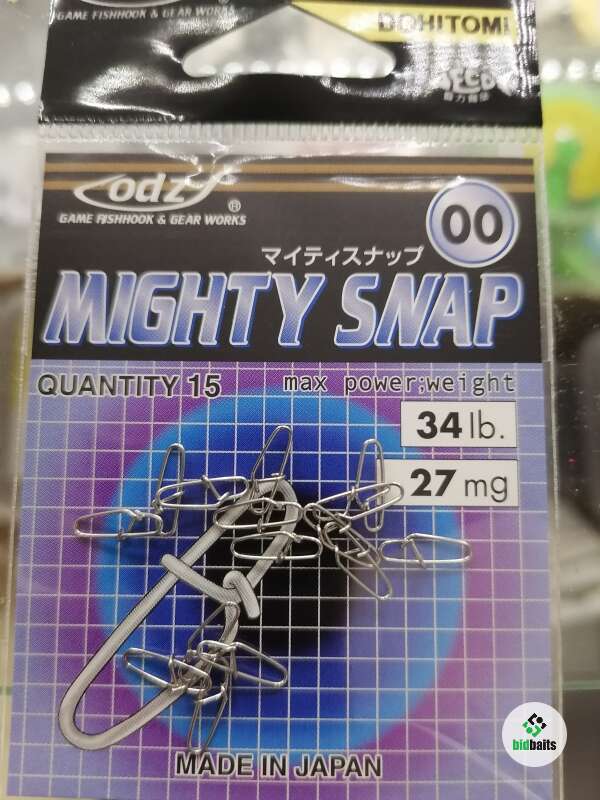 GAME FISHHOOK & GEAR WORKS
DOHITOMI
odz
®
GAME FISHHOOK & GEAR WORKS
00
マイティスナップ
MIGHTY SNAP
QUANTITY 15
max power;weight
34 lb.
27 mg
MADE IN JAPAN
bidbaits